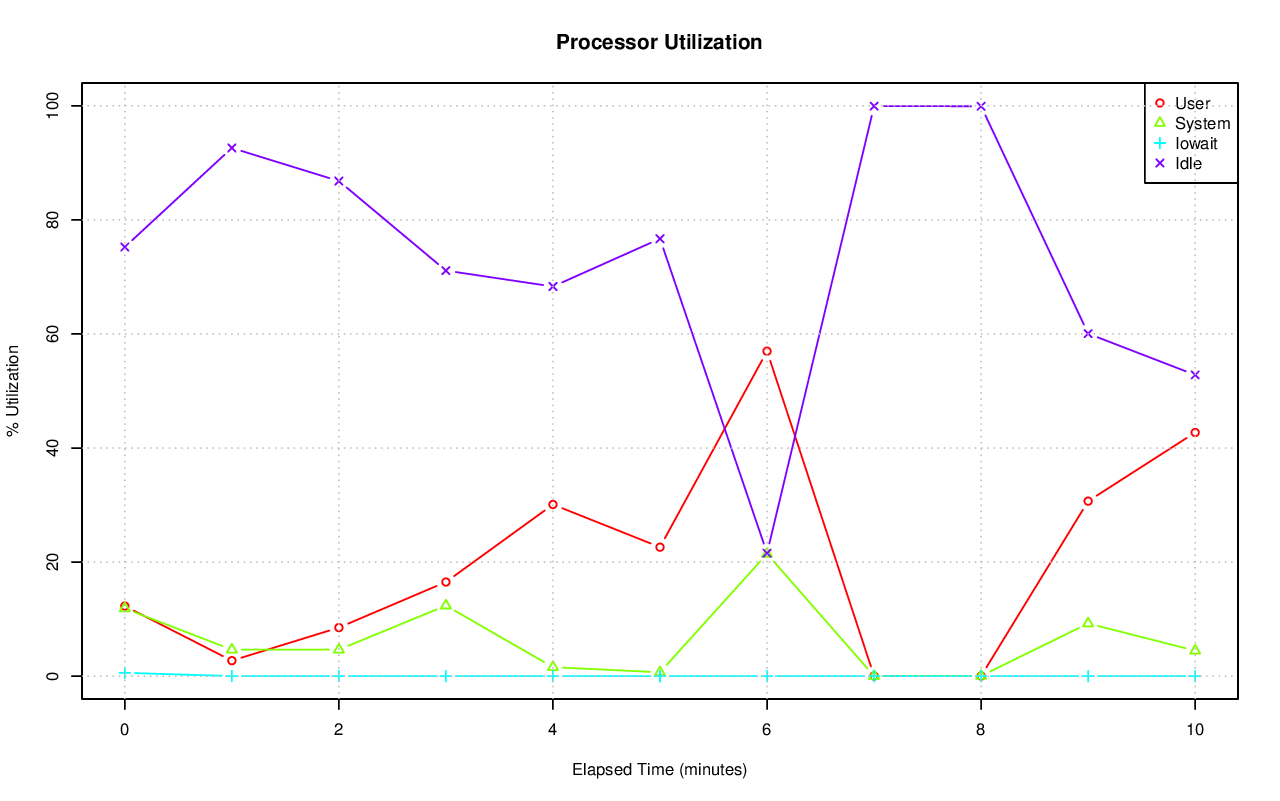 Processor Utilization
User
System
Iowait
Idle
100
80
60
40
20
0
% Utilization
0 2 4 6 8 10
Elapsed Time (minutes)